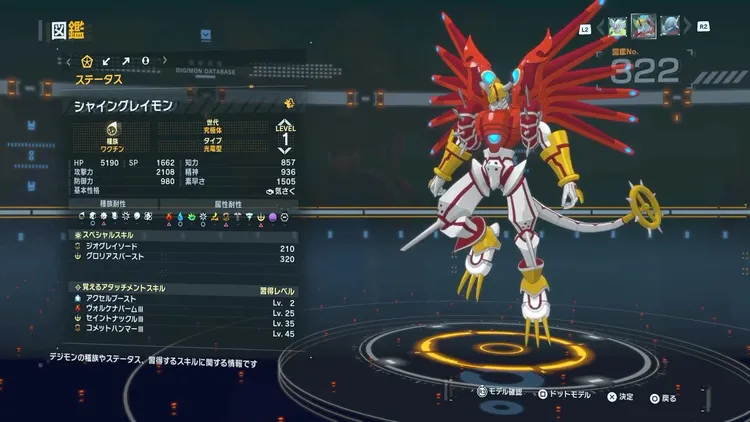 図鑑
L2
R2
図鑑No.
322
ステータス
DIGIMON DATABASE
シャイングレイモン
種族
ワクチン
世代
究極体
タイプ
光竜型
LEVEL
1
HP 5190 SP 1662 知力 857
攻撃力 2108 精神 936
防御力 980 素早さ 1505
基本性格 気さく
種族耐性 属性耐性
スペシャルスキル
ジオグレイソード 210
グロリアスバースト 320
覚えるアタッチメントスキル 習得レベル
アクセルブースト Lv. 2
ヴォルケナパームIII Lv. 25
セイントナックルIII Lv. 35
コメットハンマーIII Lv. 45
デジモンの種族やステータス、習得するスキルに関する情報です
R3 モデル確認 ドットモデル 決定 戻る